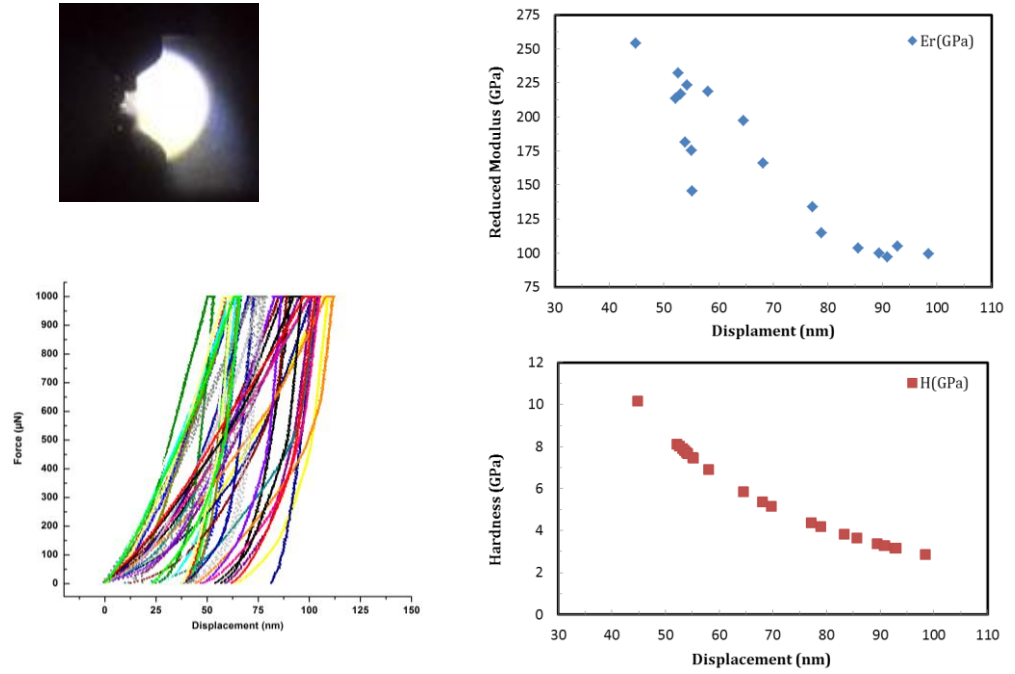 275
250
225
200
175
150
125
100
75
Reduced Modulus (GPa)
Er(GPa)
30 40 50 60 70 80 90 100 110
Displament (nm)
1000
900
800
700
600
500
400
300
200
100
0
Force (µN)
0 25 50 75 100 125 150
Displacement (nm)
12
10
8
6
4
2
0
Hardness (GPa)
H(GPa)
30 40 50 60 70 80 90 100 110
Displacement (nm)